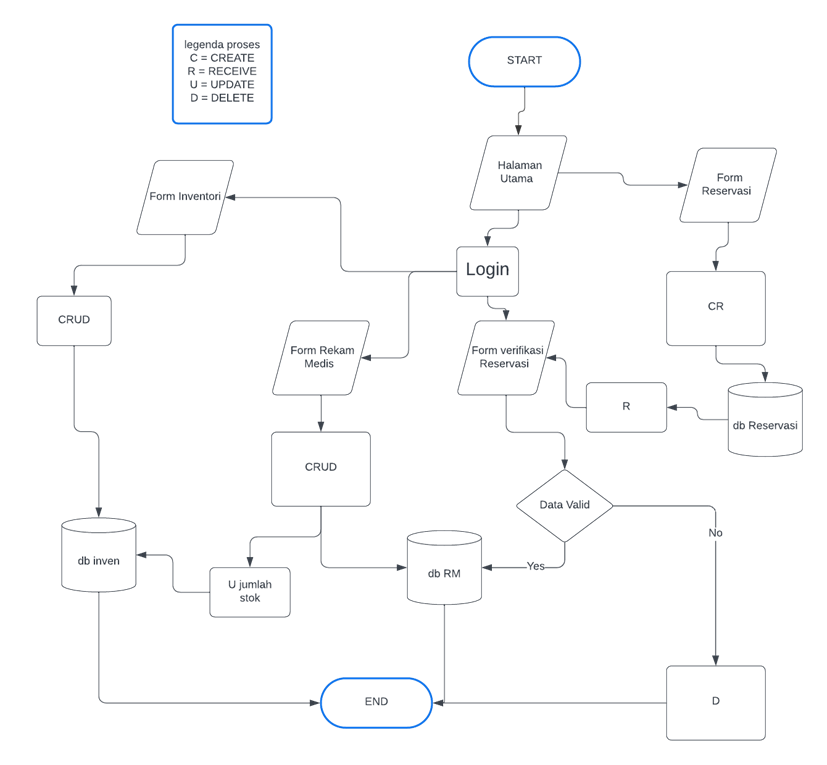 legenda proses
C = CREATE
R = RECEIVE
U = UPDATE
D = DELETE
START
Halaman
Utama
Form
Reservasi
Form Inventori
Login
CRUD
CR
Form Rekam
Medis
Form verifikasi
Reservasi
R
db Reservasi
CRUD
Data Valid
No
db inven
U jumlah
stok
db RM
Yes
END
D